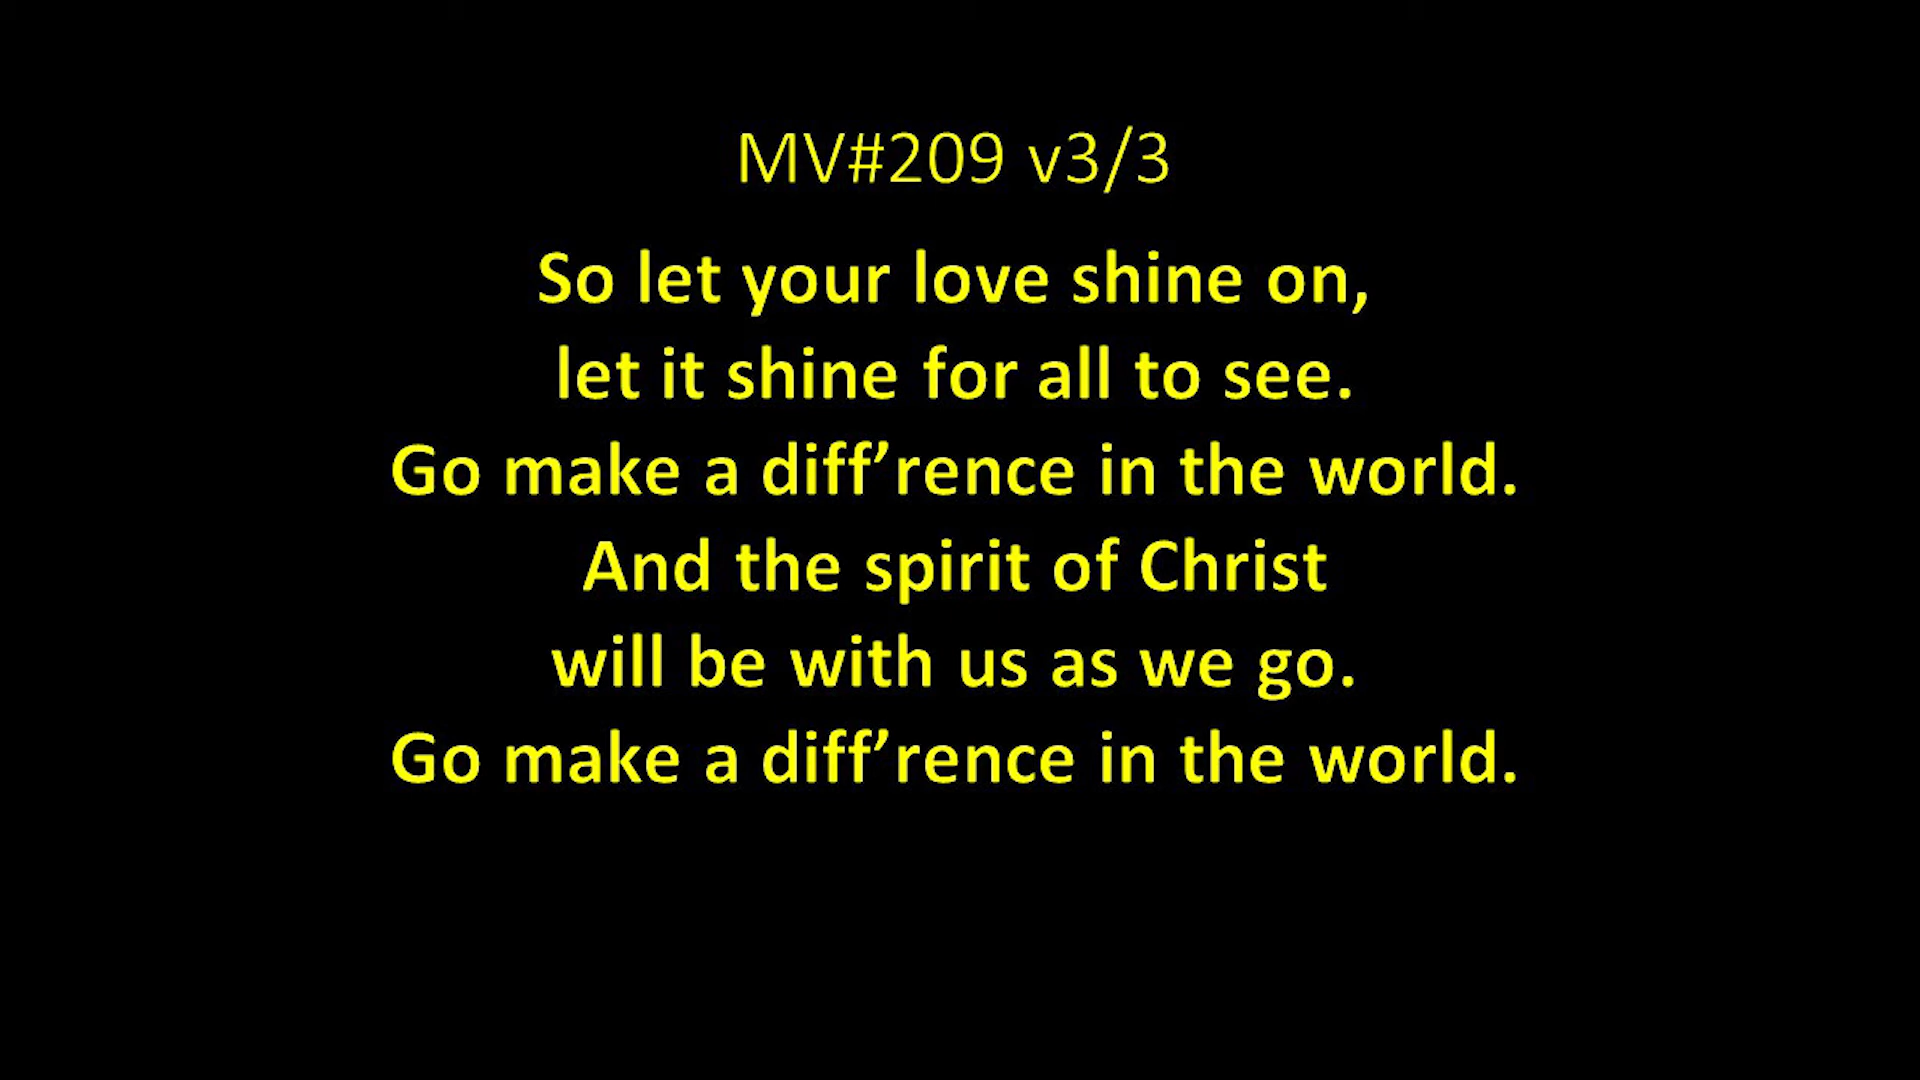 MV#209 v3/3
So let your love shine on,
let it shine for all to see.
Go make a diff’rence in the world.
And the spirit of Christ
will be with us as we go.
Go make a diff’rence in the world.